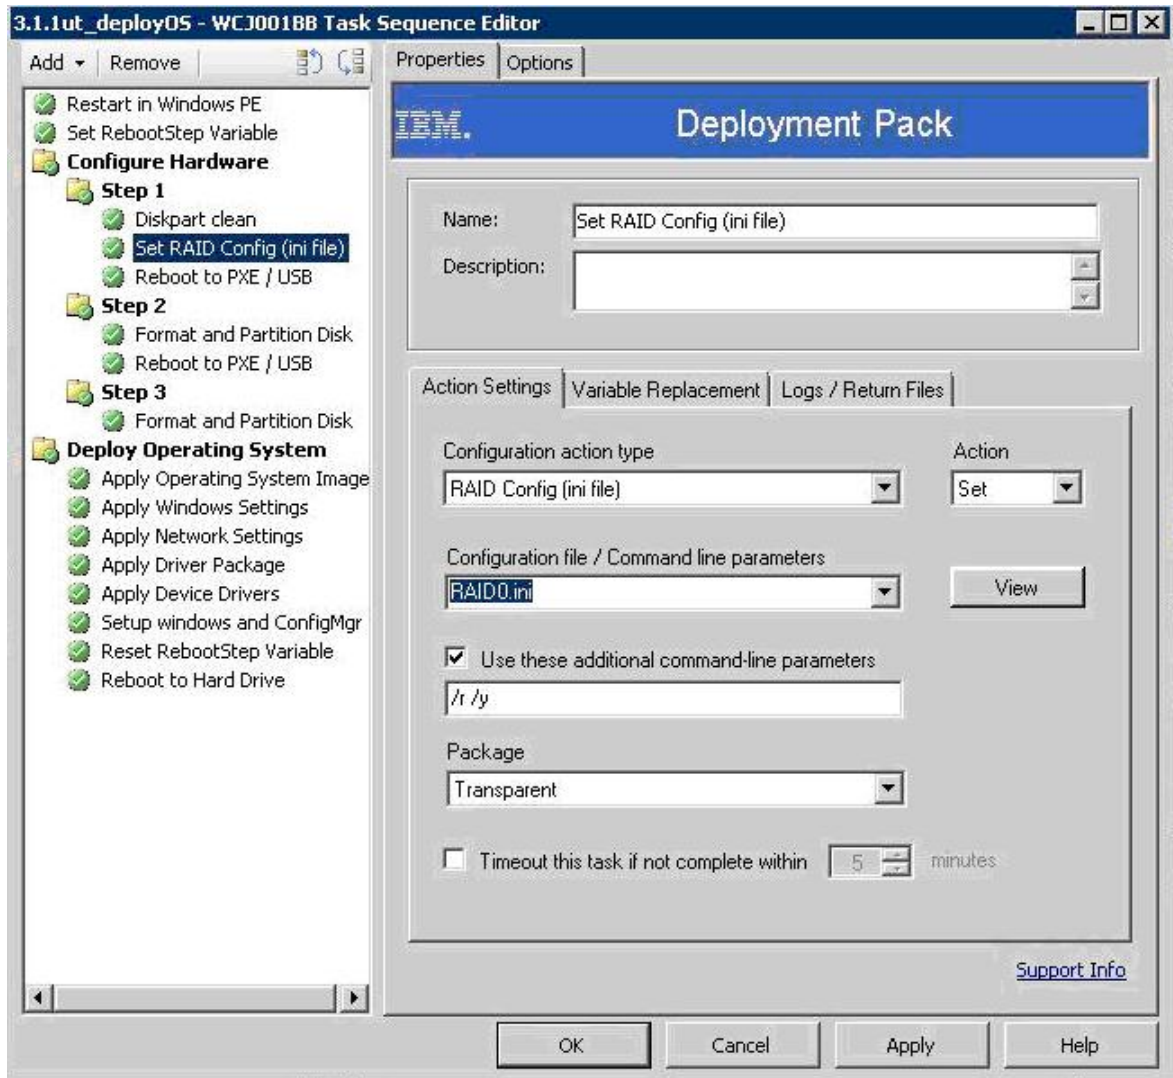 3.1.1ut_deployOS - WCJ001BB Task Sequence Editor
Add Remove
Properties Options
Restart in Windows PE
Set RebootStep Variable
Configure Hardware
Step 1
Diskpart clean
Set RAID Config (ini file)
Reboot to PXE / USB
Step 2
Format and Partition Disk
Reboot to PXE / USB
Step 3
Format and Partition Disk
Deploy Operating System
Apply Operating System Image
Apply Windows Settings
Apply Network Settings
Apply Driver Package
Apply Device Drivers
Setup windows and ConfigMgr
Reset RebootStep Variable
Reboot to Hard Drive
IBM. Deployment Pack
Name: Set RAID Config (ini file)
Description:
Action Settings Variable Replacement Logs / Return Files
Configuration action type Action
RAID Config (ini file) Set
Configuration file / Command line parameters
RAID0.ini View
Use these additional command-line parameters
/r /y
Package
Transparent
Timeout this task if not complete within 5 minutes
Support Info
OK Cancel Apply Help